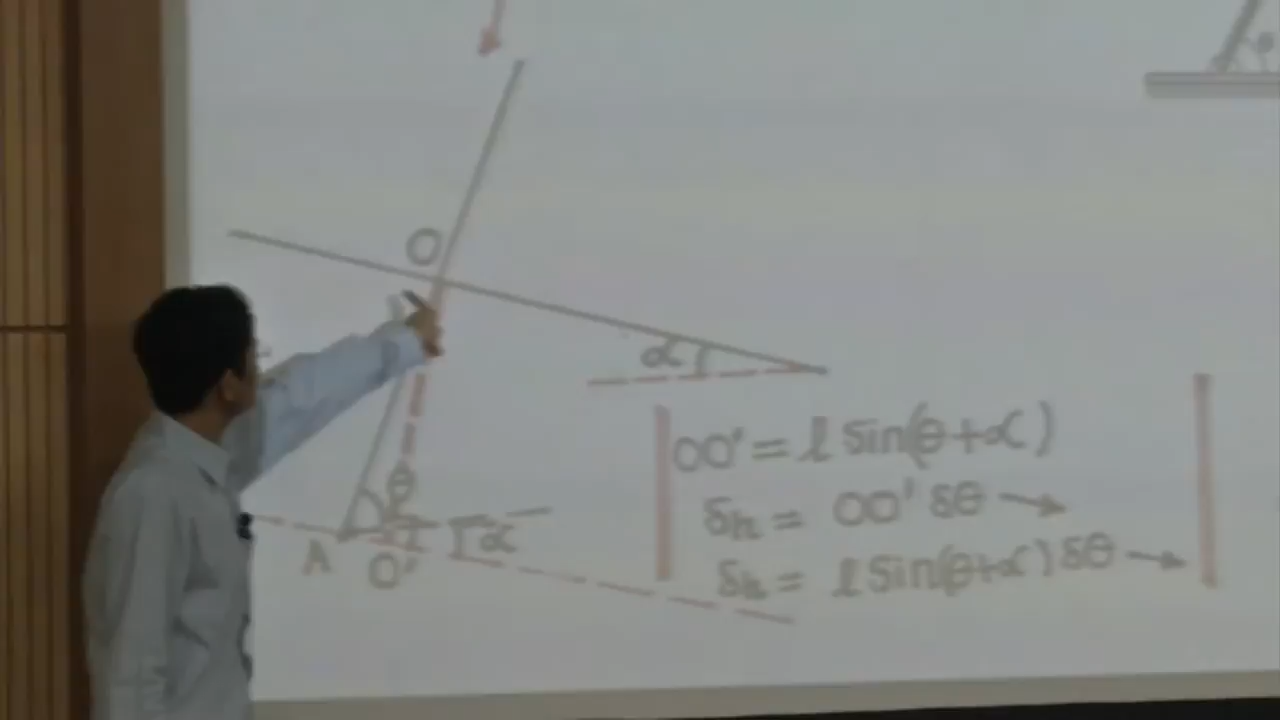 O
α
OO' = l sin(θ+α)
θ
δh = OO' δθ →
α
A
O'
δh = l sin(θ+α) δθ →